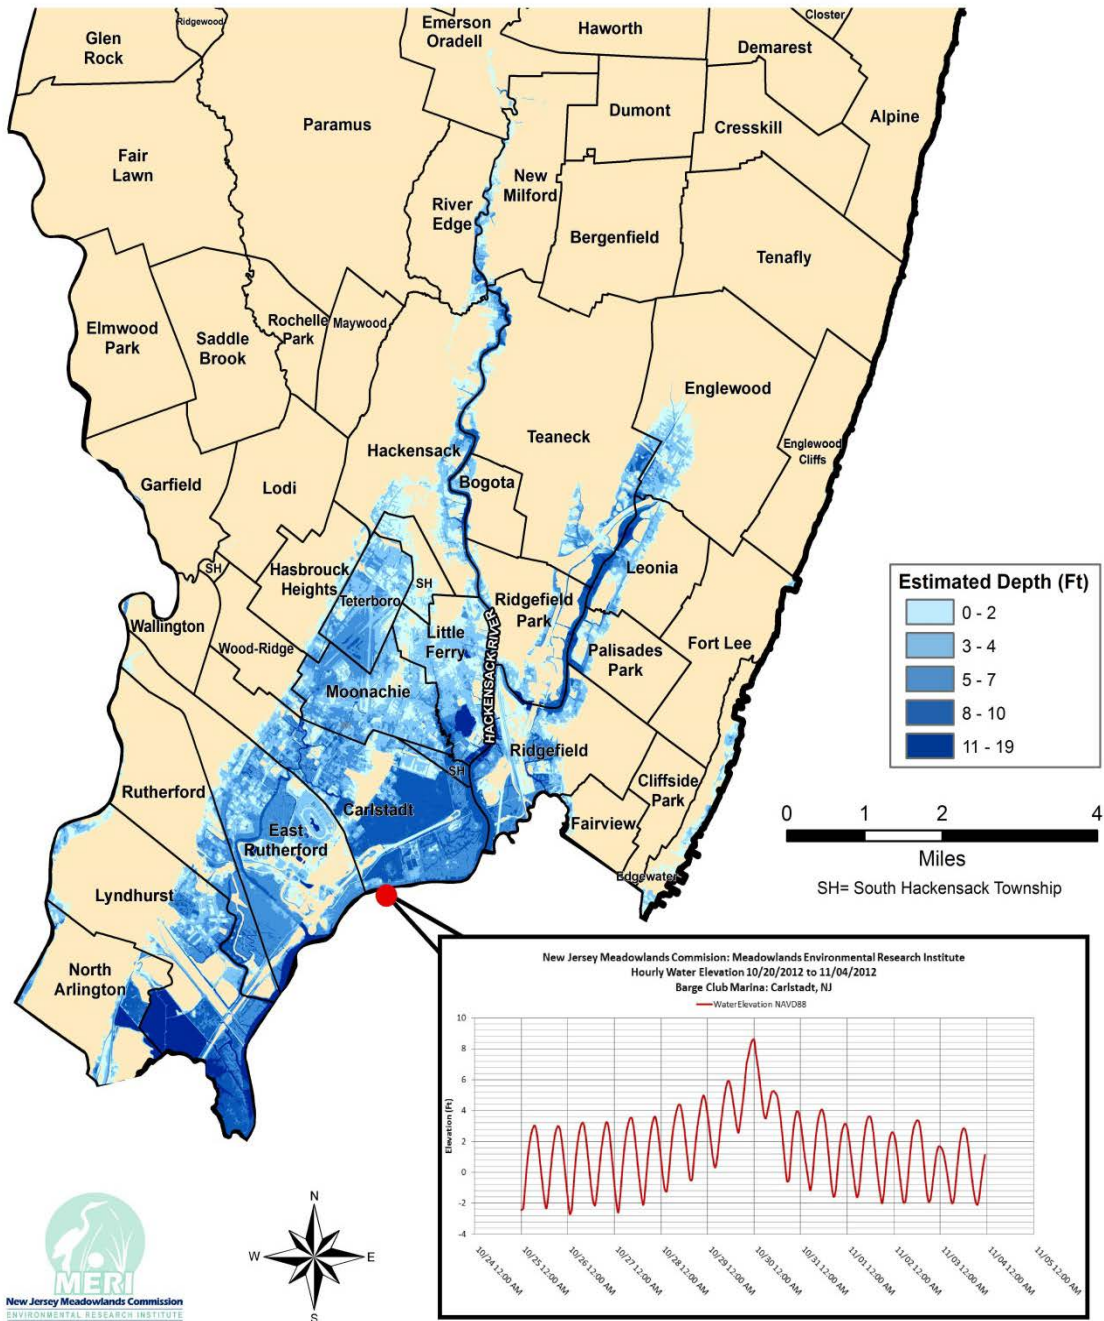 Ridgewood
Glen
Rock
Emerson
Oradell
Haworth
Closter
Demarest
Paramus
Dumont
Alpine
Cresskill
Fair
Lawn
New
Milford
River
Edge
Bergenfield
Tenafly
Elmwood
Park
Saddle
Brook
Rochelle
Park
Maywood
Englewood
Teaneck
Englewood
Cliffs
Hackensack
Bogota
Garfield
Lodi
SH
Hasbrouck
Heights
Teterboro
SH
Leonia
Ridgefield
Park
Wallington
Wood-Ridge
Little
Ferry
Fort Lee
Palisades
Park
Moonachie
HACKENSACK RIVER
Ridgefield
SH
Rutherford
Carlstadt
East
Rutherford
Cliffside
Park
Fairview
Edgewater
Lyndhurst
North
Arlington
Estimated Depth (Ft)
0 - 2
3 - 4
5 - 7
8 - 10
11 - 19
0 2 4
Miles
SH= South Hackensack Township
New Jersey Meadowlands Commision: Meadowlands Environmental Research Institute
Hourly Water Elevation 10/20/2012 to 11/04/2012
Barge Club Marina: Carlstadt, NJ
WaterElevation NAVD88
Elevation (Ft)
10
8
6
4
2
0
-2
-4
10/24 12:00 AM
10/25 12:00 AM
10/26 12:00 AM
10/27 12:00 AM
10/28 12:00 AM
10/29 12:00 AM
10/30 12:00 AM
10/31 12:00 AM
11/01 12:00 AM
11/02 12:00 AM
11/03 12:00 AM
11/04 12:00 AM
11/05 12:00 AM
N
W E
S
MERI
New Jersey Meadowlands Commission
ENVIRONMENTAL RESEARCH INSTITUTE